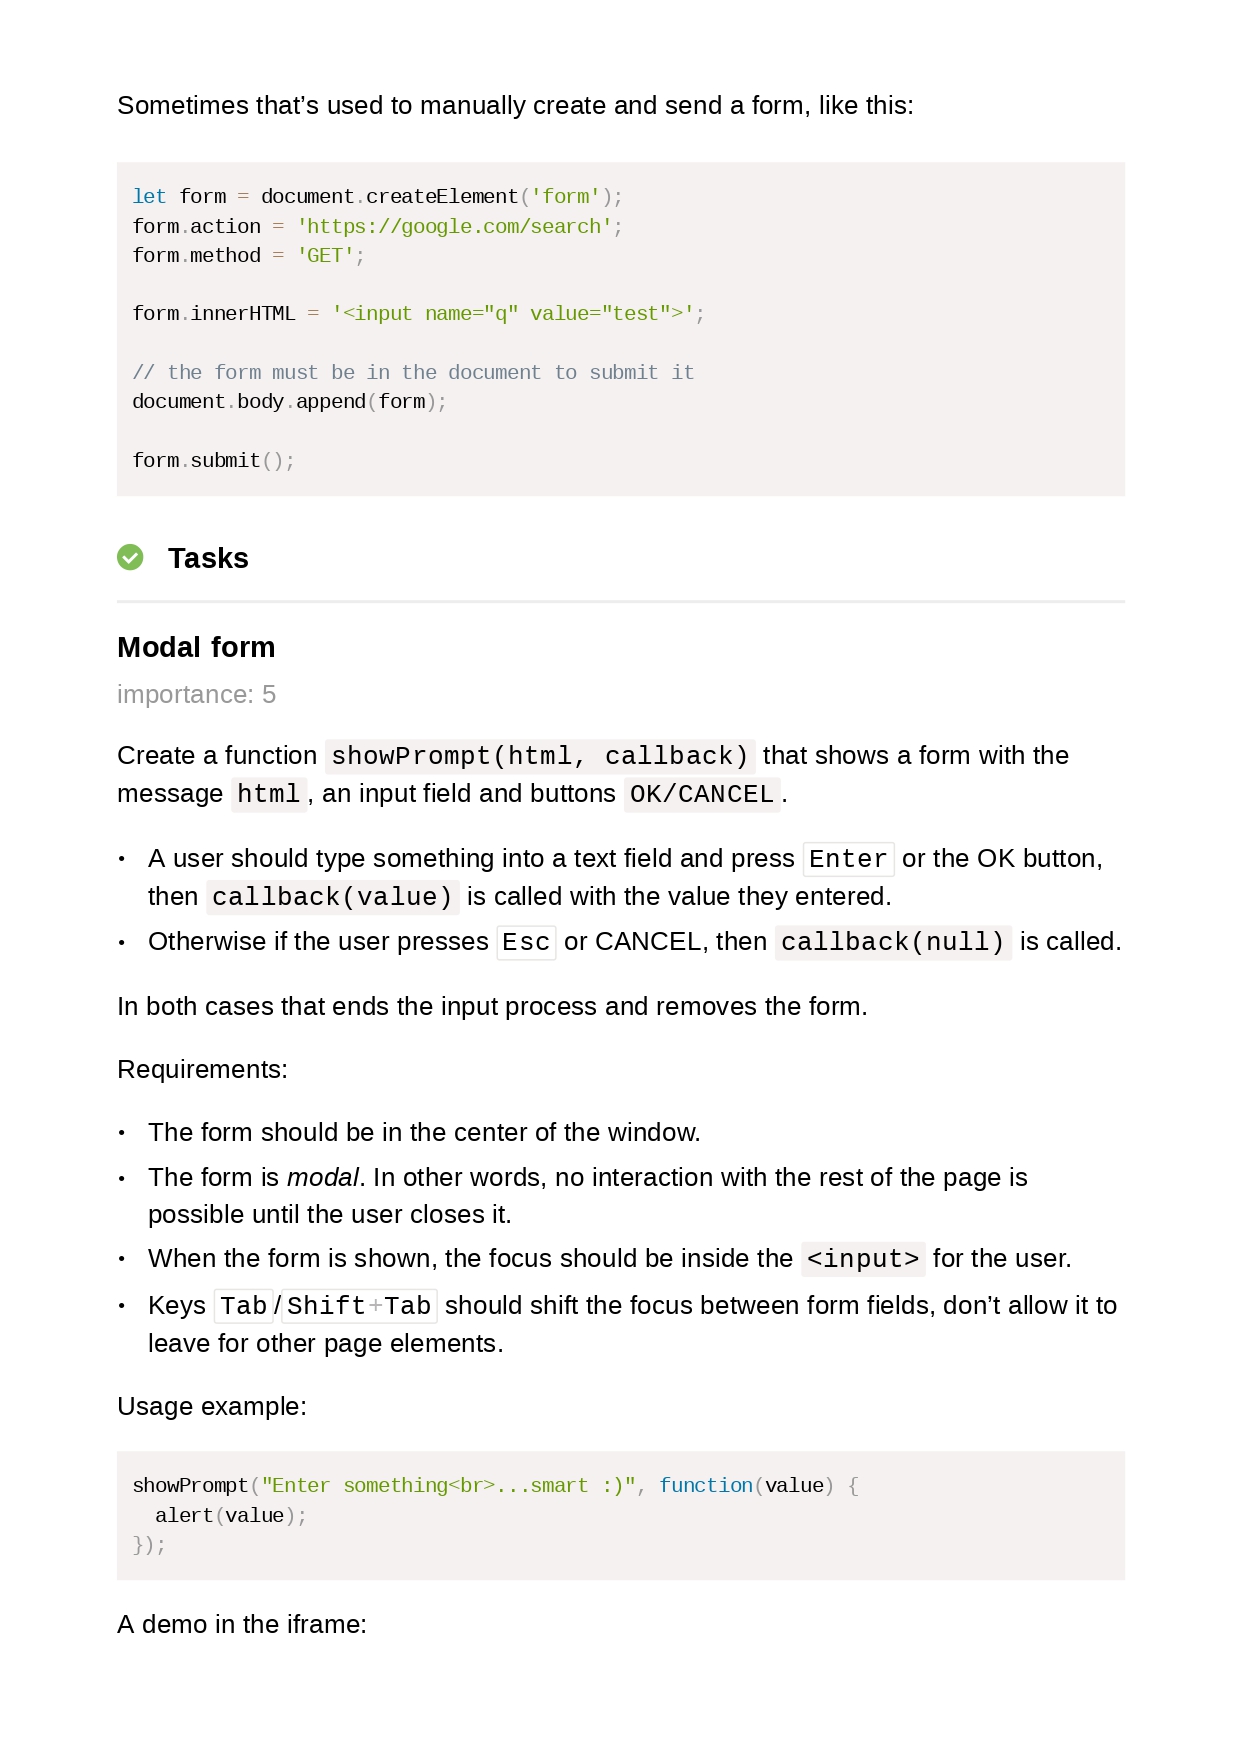 Sometimes that’s used to manually create and send a form, like this:
let form = document.createElement('form');
form.action = 'https://google.com/search';
form.method = 'GET';
form.innerHTML = '<input name="q" value="test">';
// the form must be in the document to submit it
document.body.append(form);
form.submit();
Tasks
Modal form
importance: 5
Create a function showPrompt(html, callback) that shows a form with the
message html, an input field and buttons OK/CANCEL.
• A user should type something into a text field and press Enter or the OK button,
then callback(value) is called with the value they entered.
• Otherwise if the user presses Esc or CANCEL, then callback(null) is called.
In both cases that ends the input process and removes the form.
Requirements:
• The form should be in the center of the window.
• The form is modal. In other words, no interaction with the rest of the page is
possible until the user closes it.
• When the form is shown, the focus should be inside the <input> for the user.
• Keys Tab/Shift+Tab should shift the focus between form fields, don’t allow it to
leave for other page elements.
Usage example:
showPrompt("Enter something<br>...smart :)", function(value) {
  alert(value);
});
A demo in the iframe: